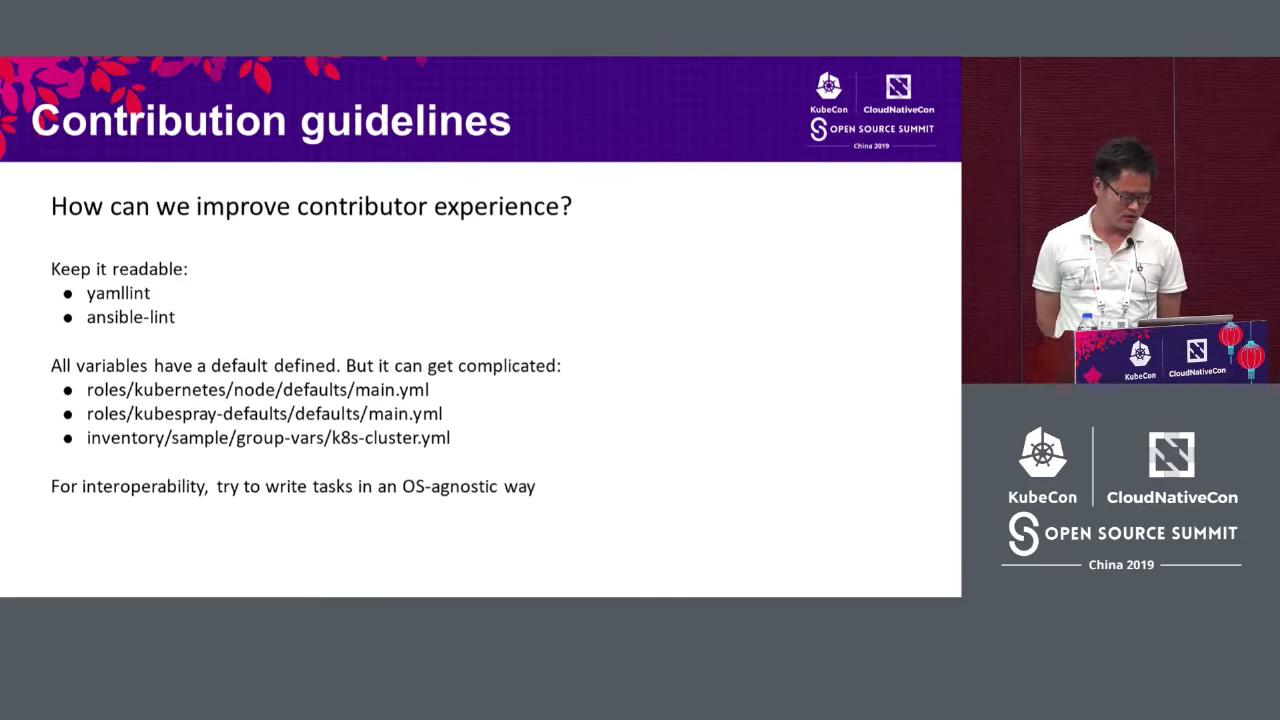 Contribution guidelines
KubeCon
CloudNativeCon
OPEN SOURCE SUMMIT
China 2019
How can we improve contributor experience?
Keep it readable:
● yamllint
● ansible-lint
All variables have a default defined. But it can get complicated:
● roles/kubernetes/node/defaults/main.yml
● roles/kubespray-defaults/defaults/main.yml
● inventory/sample/group-vars/k8s-cluster.yml
For interoperability, try to write tasks in an OS-agnostic way
KubeCon
CloudNativeCon
KubeCon
CloudNativeCon
OPEN SOURCE SUMMIT
China 2019